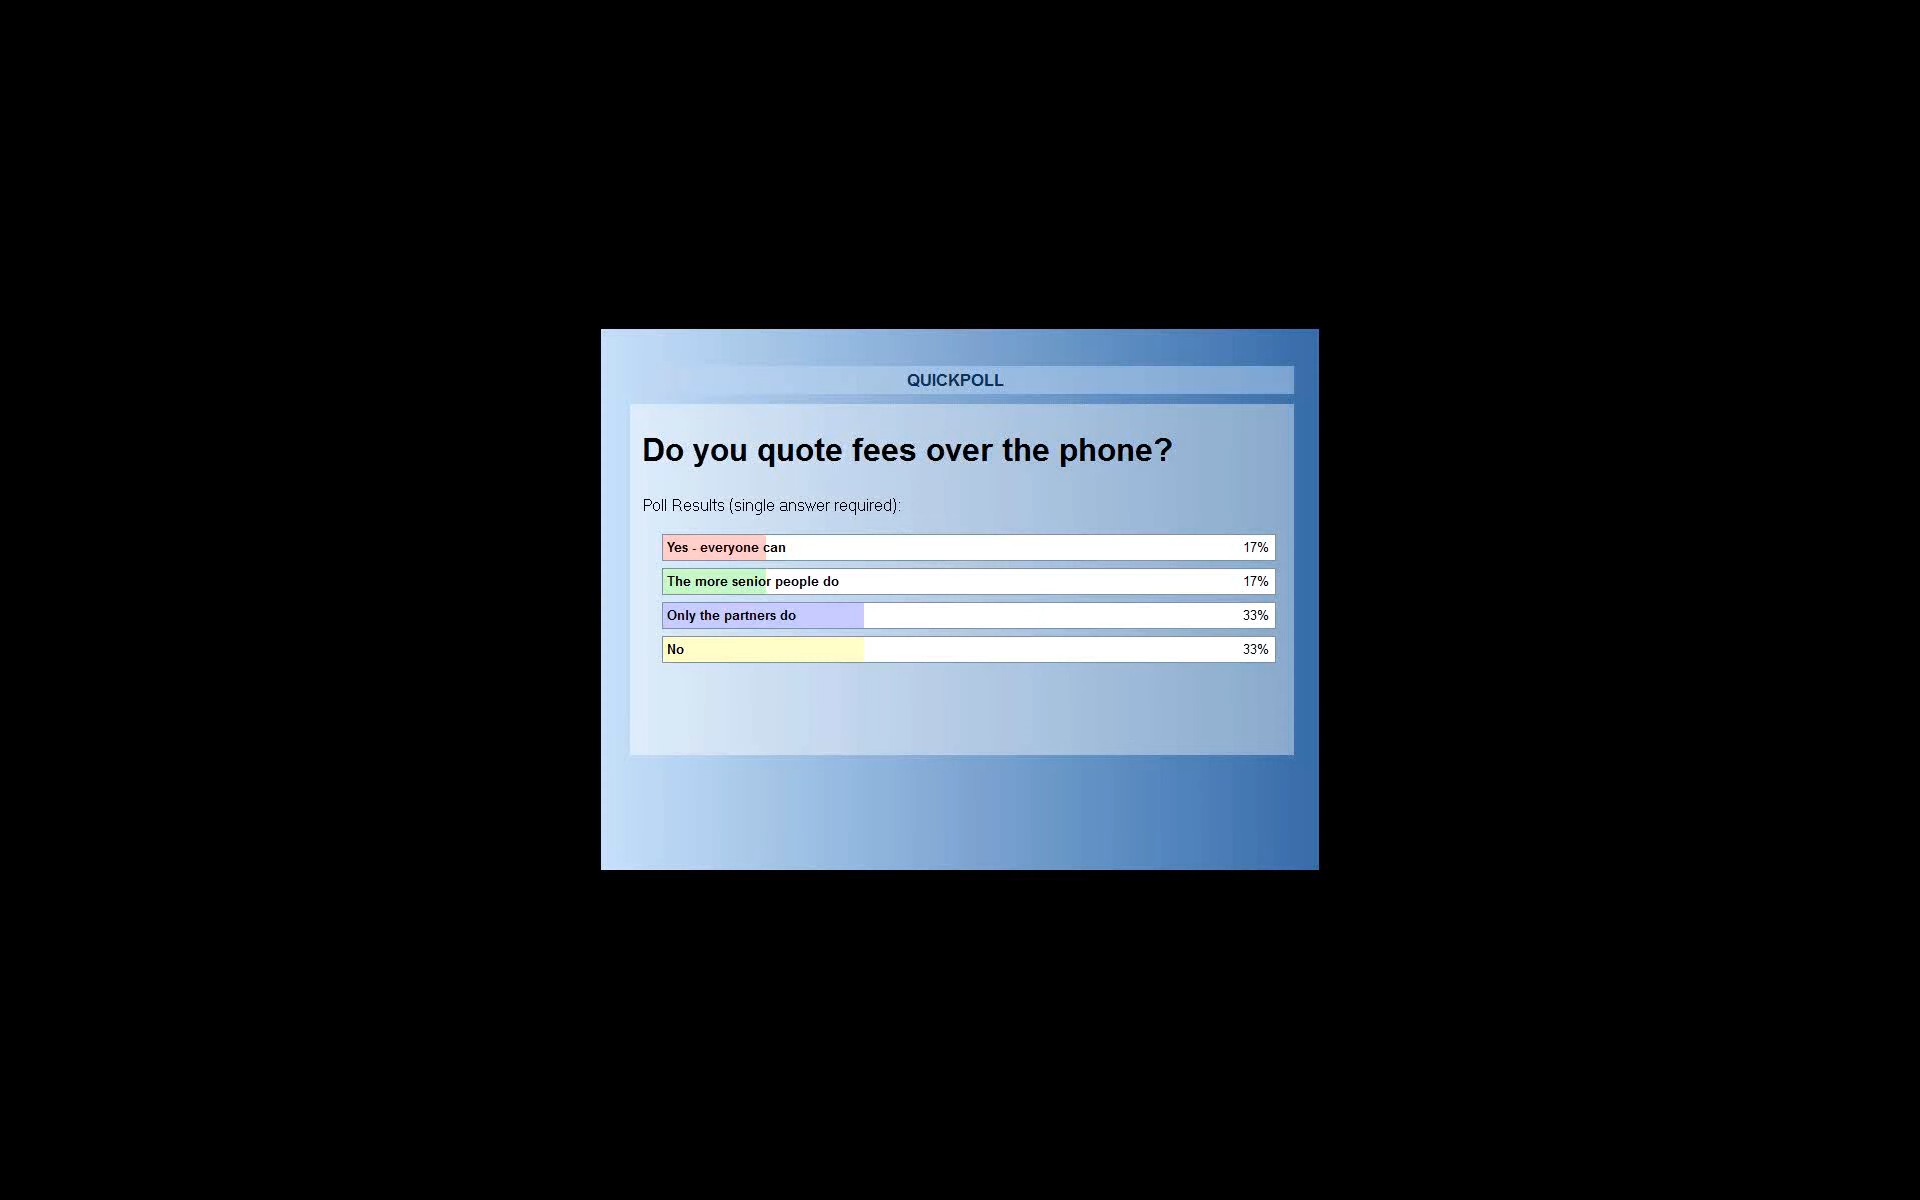 QUICKPOLL
Do you quote fees over the phone?
Poll Results (single answer required):
Yes - everyone can 17%
The more senior people do 17%
Only the partners do 33%
No 33%